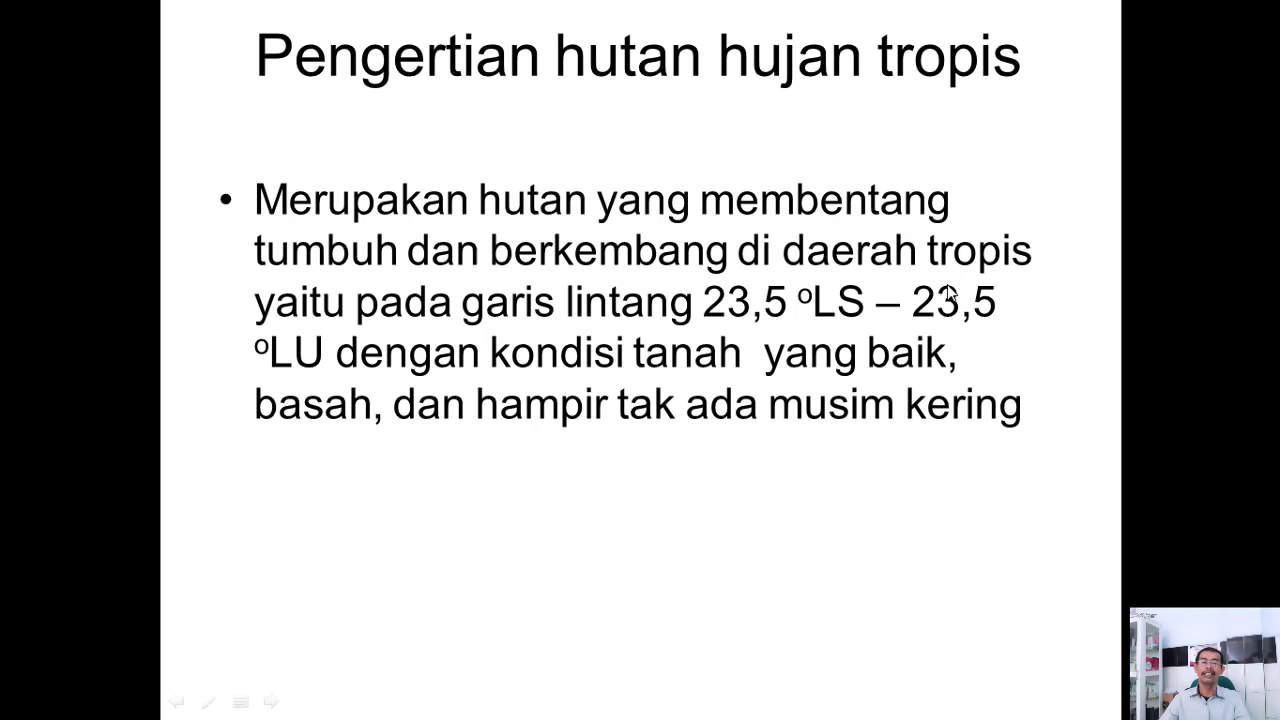 Pengertian hutan hujan tropis
• Merupakan hutan yang membentang
tumbuh dan berkembang di daerah tropis
yaitu pada garis lintang 23,5 ºLS – 23,5
ºLU dengan kondisi tanah  yang baik,
basah, dan hampir tak ada musim kering